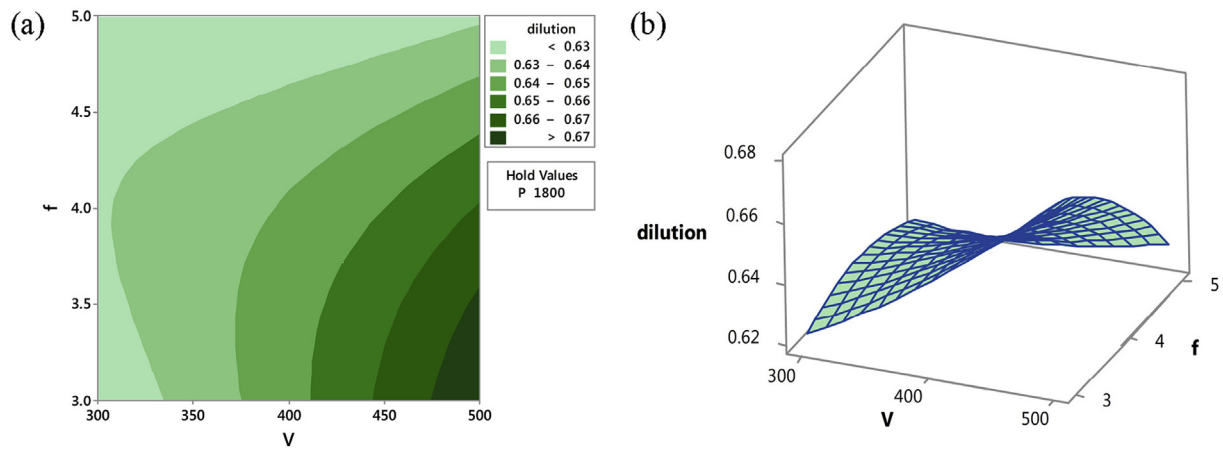 (a)
5.0
4.5
4.0
3.5
3.0
f
300
350
400
450
500
V
dilution
< 0.63
0.63 – 0.64
0.64 – 0.65
0.65 – 0.66
0.66 – 0.67
> 0.67
Hold Values
P 1800
(b)
0.68
0.66
0.64
0.62
dilution
300
400
500
V
3
4
5
f